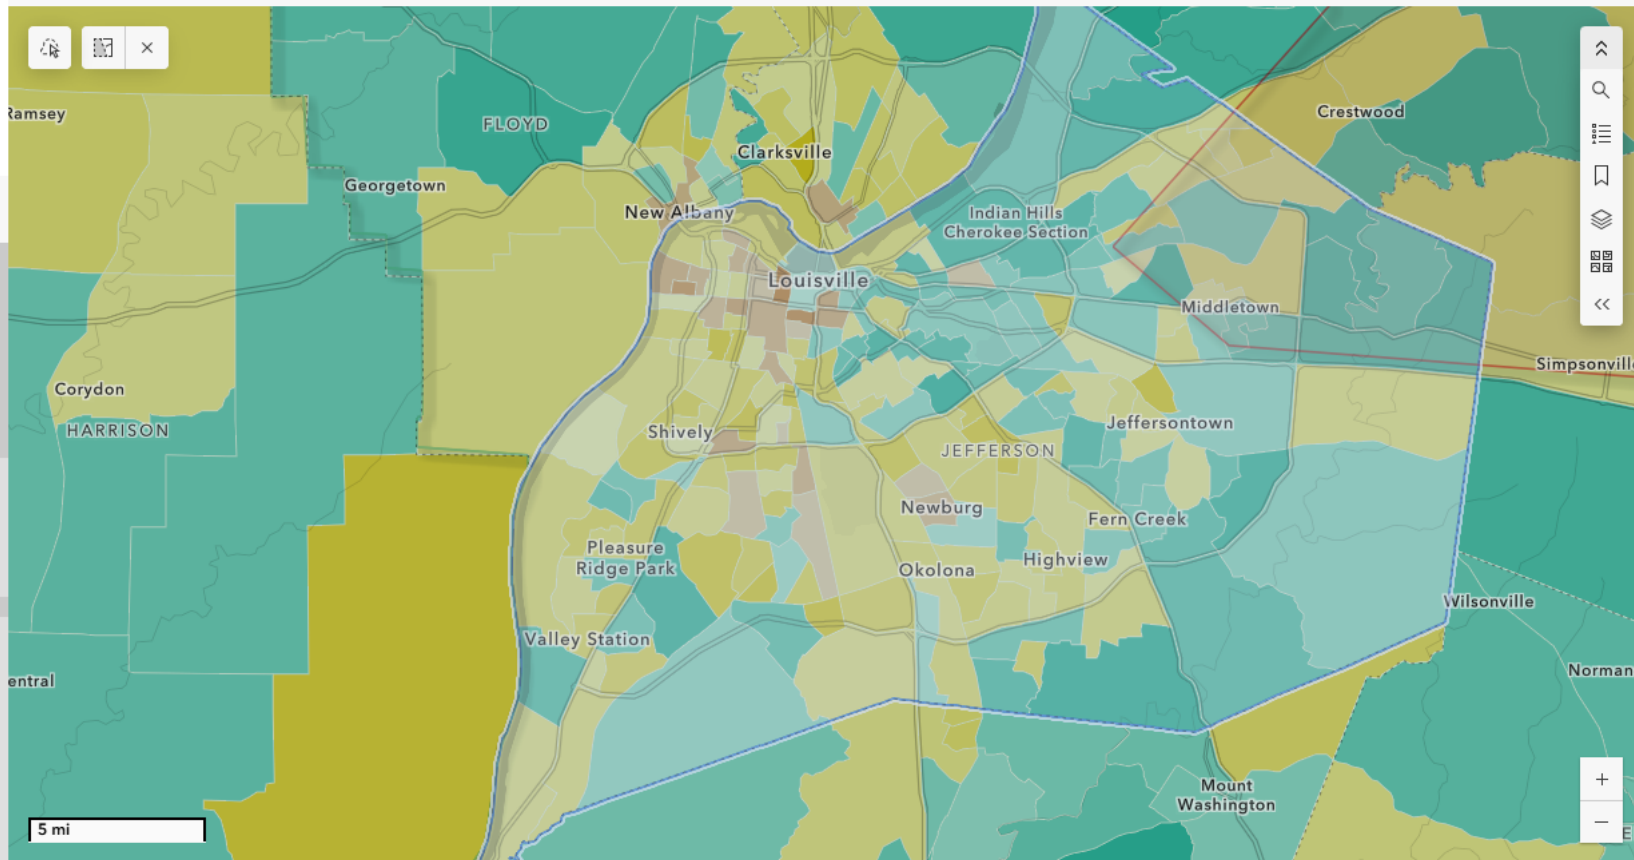 Ramsey
FLOYD
Clarksville
Crestwood
Georgetown
New Albany
Indian Hills
Cherokee Section
Louisville
Middletown
Simpsonville
Corydon
HARRISON
Shively
Jeffersontown
JEFFERSON
Newburg
Fern Creek
Pleasure
Ridge Park
Okolona
Highview
Wilsonville
Valley Station
entral
Norman
Mount
Washington
5 mi
E